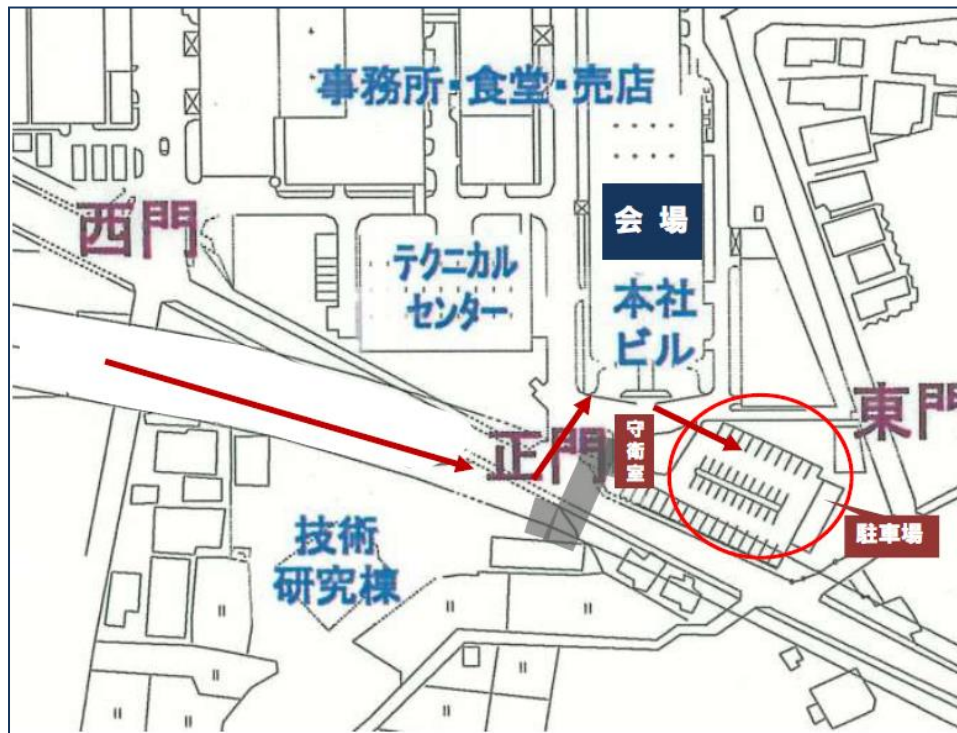 事務所・食堂・売店
会場
西門
テクニカル
センター
本社
ビル
東門
正門
守衛室
駐車場
技術
研究棟